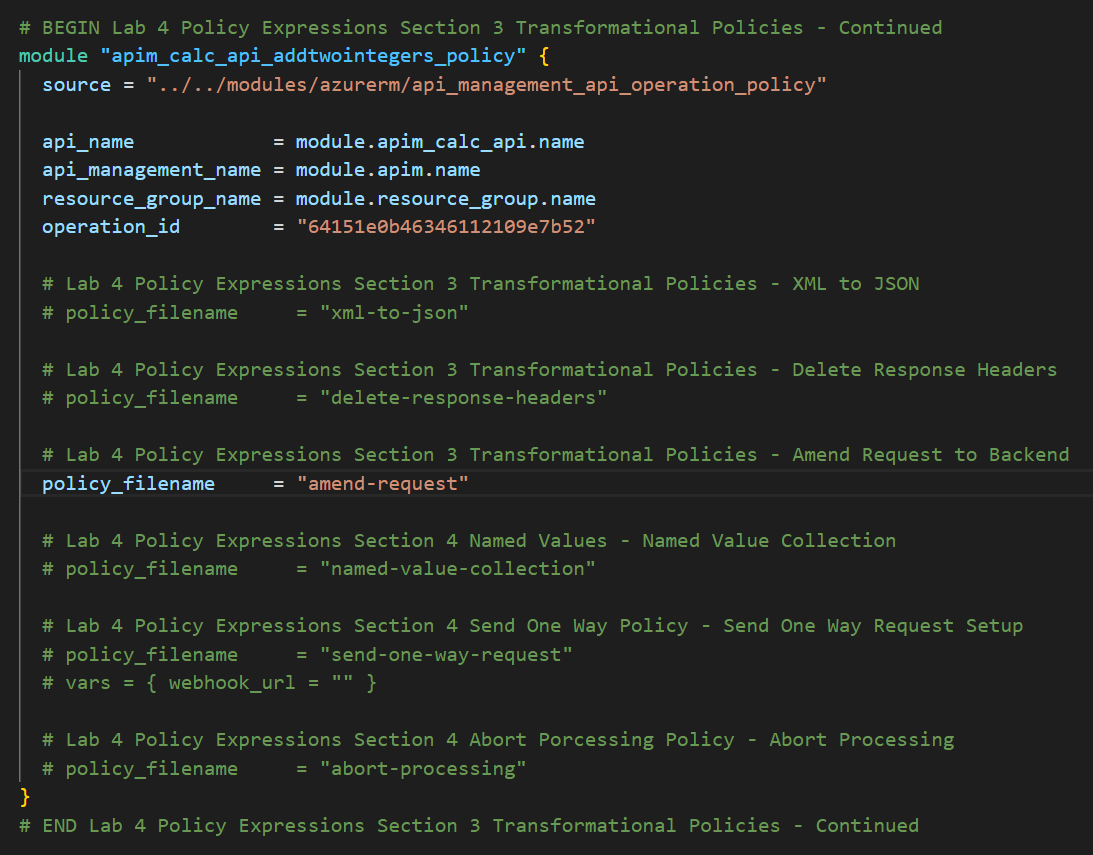 # BEGIN Lab 4 Policy Expressions Section 3 Transformational Policies - Continued
module "apim_calc_api_addtwointegers_policy" {
  source = "../../modules/azurerm/api_management_api_operation_policy"

  api_name            = module.apim_calc_api.name
  api_management_name = module.apim.name
  resource_group_name = module.resource_group.name
  operation_id        = "64151e0b46346112109e7b52"

  # Lab 4 Policy Expressions Section 3 Transformational Policies - XML to JSON
  # policy_filename     = "xml-to-json"

  # Lab 4 Policy Expressions Section 3 Transformational Policies - Delete Response Headers
  # policy_filename     = "delete-response-headers"

  # Lab 4 Policy Expressions Section 3 Transformational Policies - Amend Request to Backend
  policy_filename     = "amend-request"

  # Lab 4 Policy Expressions Section 4 Named Values - Named Value Collection
  # policy_filename     = "named-value-collection"

  # Lab 4 Policy Expressions Section 4 Send One Way Policy - Send One Way Request Setup
  # policy_filename     = "send-one-way-request"
  # vars = { webhook_url = "" }

  # Lab 4 Policy Expressions Section 4 Abort Porcessing Policy - Abort Processing
  # policy_filename     = "abort-processing"
}
# END Lab 4 Policy Expressions Section 3 Transformational Policies - Continued